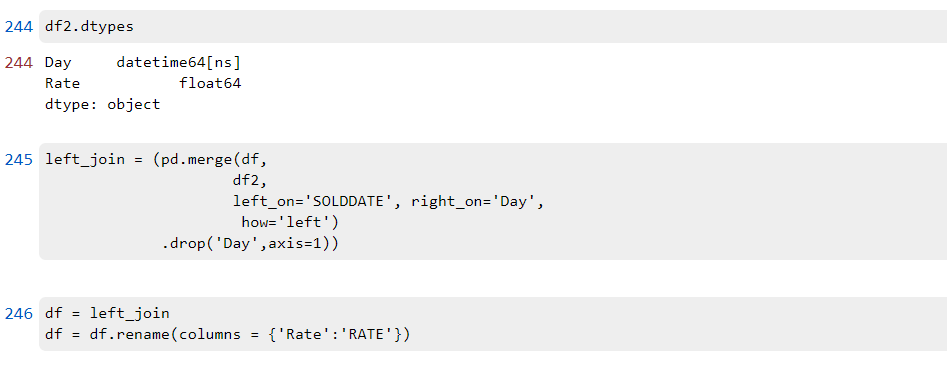 244 df2.dtypes
244 Day     datetime64[ns]
Rate           float64
dtype: object
245 left_join = (pd.merge(df,
                     df2,
                     left_on='SOLDDATE', right_on='Day',
                      how='left')
             .drop('Day',axis=1))
246 df = left_join
df = df.rename(columns = {'Rate':'RATE'})